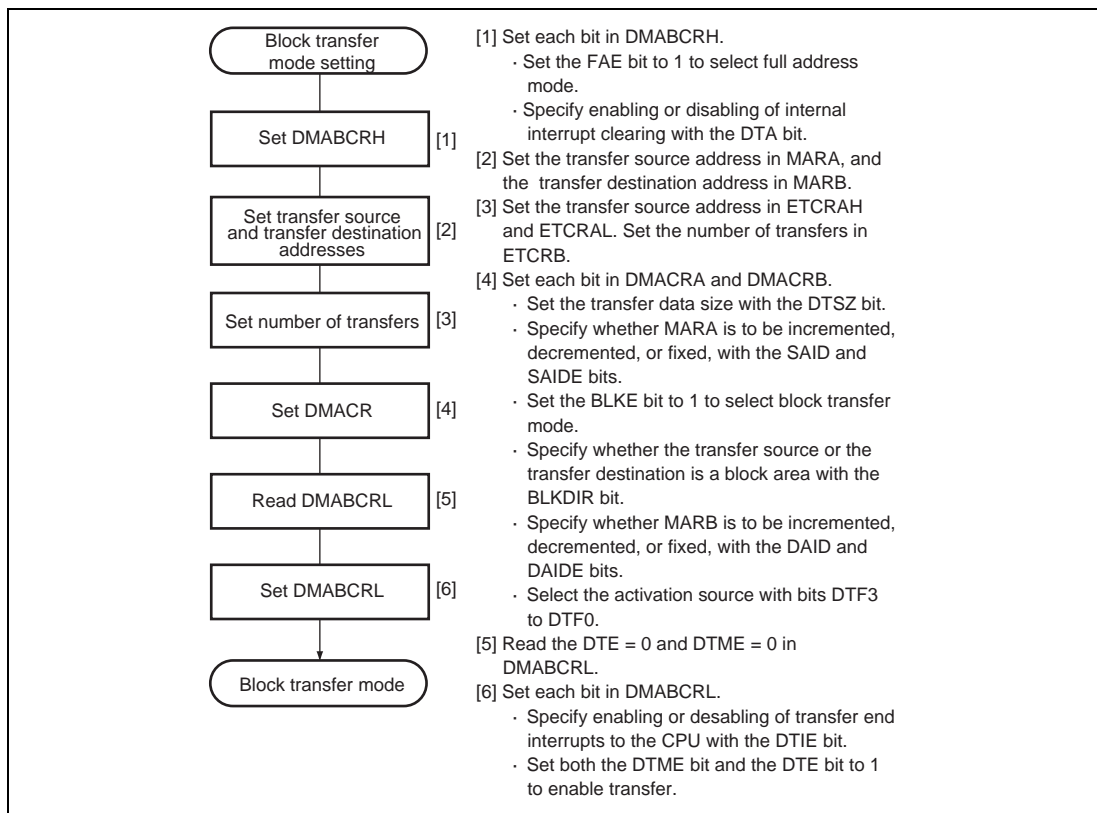 Block transfer
mode setting
Set DMABCRH
[1]
Set transfer source
and transfer destination
addresses
[2]
Set number of transfers
[3]
Set DMACR
[4]
Read DMABCRL
[5]
Set DMABCRL
[6]
Block transfer mode
[1] Set each bit in DMABCRH.
· Set the FAE bit to 1 to select full address
mode.
· Specify enabling or disabling of internal
interrupt clearing with the DTA bit.
[2] Set the transfer source address in MARA, and
the transfer destination address in MARB.
[3] Set the transfer source address in ETCRAH
and ETCRAL. Set the number of transfers in
ETCRB.
[4] Set each bit in DMACRA and DMACRB.
· Set the transfer data size with the DTSZ bit.
· Specify whether MARA is to be incremented,
decremented, or fixed, with the SAID and
SAIDE bits.
· Set the BLKE bit to 1 to select block transfer
mode.
· Specify whether the transfer source or the
transfer destination is a block area with the
BLKDIR bit.
· Specify whether MARB is to be incremented,
decremented, or fixed, with the DAID and
DAIDE bits.
· Select the activation source with bits DTF3
to DTF0.
[5] Read the DTE = 0 and DTME = 0 in
DMABCRL.
[6] Set each bit in DMABCRL.
· Specify enabling or desabling of transfer end
interrupts to the CPU with the DTIE bit.
· Set both the DTME bit and the DTE bit to 1
to enable transfer.